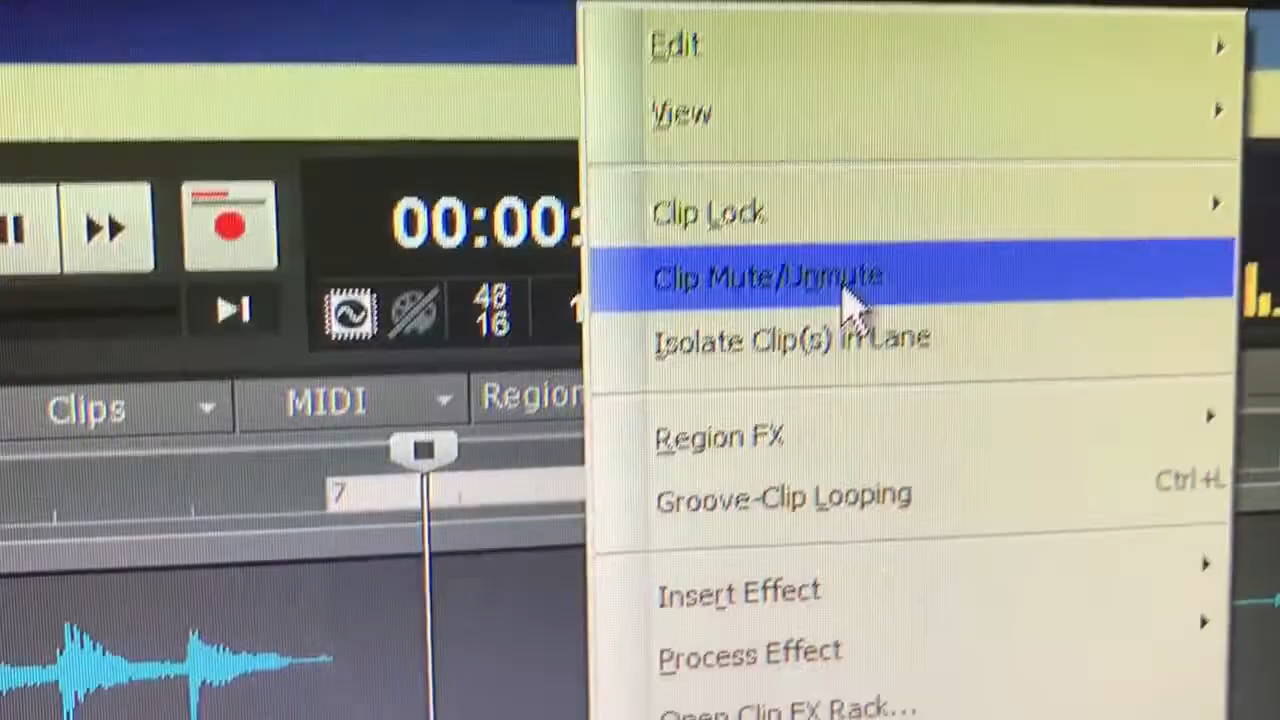 Edit
View
Clip Lock
Clip Mute/Unmute
Isolate Clip(s) in Lane
Region FX
Groove-Clip Looping Ctrl+L
Insert Effect
Process Effect
Open Clip FX Rack...
00:00:
48
16
Clips
MIDI
Region
7